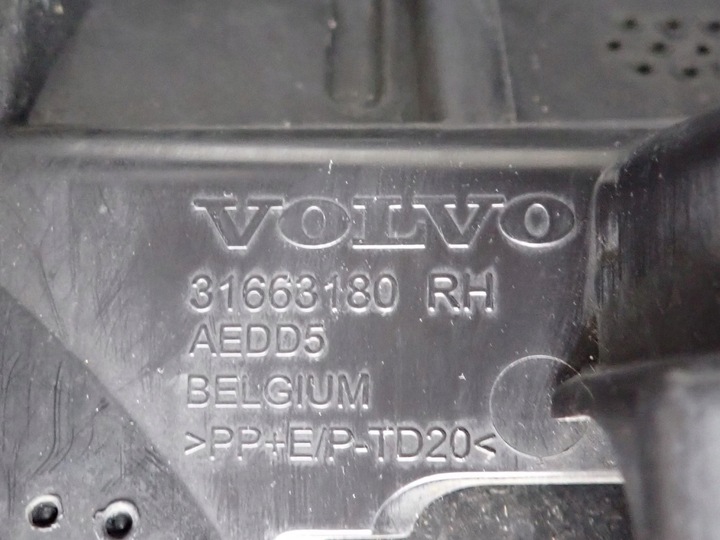 VOLVO
31663180 RH
AEDD5
BELGIUM
>PP+E/P-TD20<